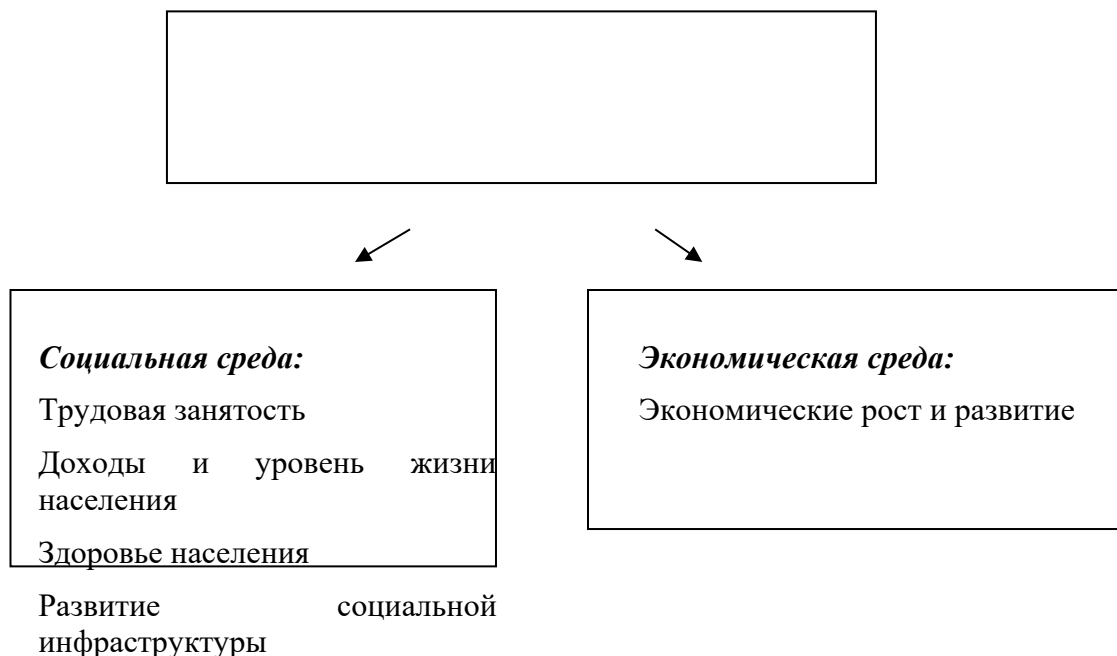 Социальная среда:
Трудовая занятость
Доходы и уровень жизни
населения
Здоровье населения
Развитие социальной
инфраструктуры
Экономическая среда:
Экономические рост и развитие